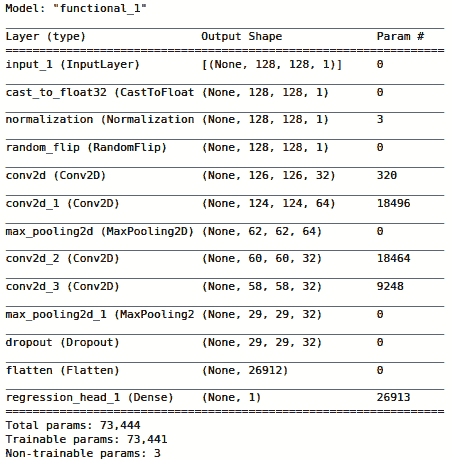 Model: "functional_1"
Layer (type) Output Shape Param #
input_1 (InputLayer) [(None, 128, 128, 1)] 0
cast_to_float32 (CastToFloat (None, 128, 128, 1) 0
normalization (Normalization (None, 128, 128, 1) 3
random_flip (RandomFlip) (None, 128, 128, 1) 0
conv2d (Conv2D) (None, 126, 126, 32) 320
conv2d_1 (Conv2D) (None, 124, 124, 64) 18496
max_pooling2d (MaxPooling2D) (None, 62, 62, 64) 0
conv2d_2 (Conv2D) (None, 60, 60, 32) 18464
conv2d_3 (Conv2D) (None, 58, 58, 32) 9248
max_pooling2d_1 (MaxPooling2 (None, 29, 29, 32) 0
dropout (Dropout) (None, 29, 29, 32) 0
flatten (Flatten) (None, 26912) 0
regression_head_1 (Dense) (None, 1) 26913
Total params: 73,444
Trainable params: 73,441
Non-trainable params: 3